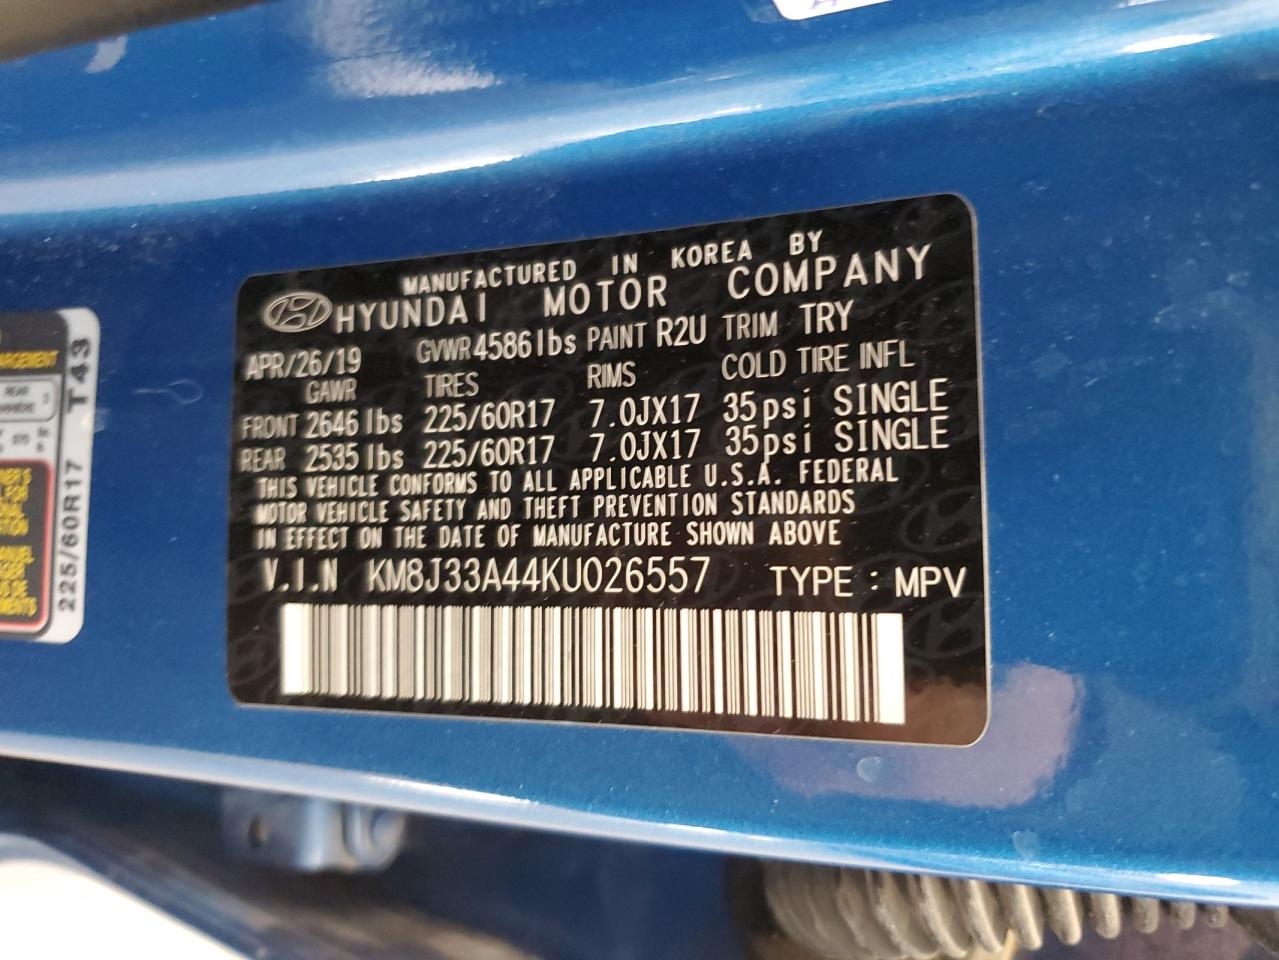 MANUFACTURED IN KOREA BY
HYUNDAI MOTOR COMPANY
APR/26/19 GVWR 4586 lbs PAINT R2U TRIM TRY
GAWR TIRES RIMS COLD TIRE INFL
FRONT 2646 lbs 225/60R17 7.0JX17 35psi SINGLE
REAR 2535 lbs 225/60R17 7.0JX17 35psi SINGLE
THIS VEHICLE CONFORMS TO ALL APPLICABLE U.S.A. FEDERAL
MOTOR VEHICLE SAFETY AND THEFT PREVENTION STANDARDS
IN EFFECT ON THE DATE OF MANUFACTURE SHOWN ABOVE
V.I.N KM8J33A44KU026557 TYPE : MPV
225/60R17 T43
REAR